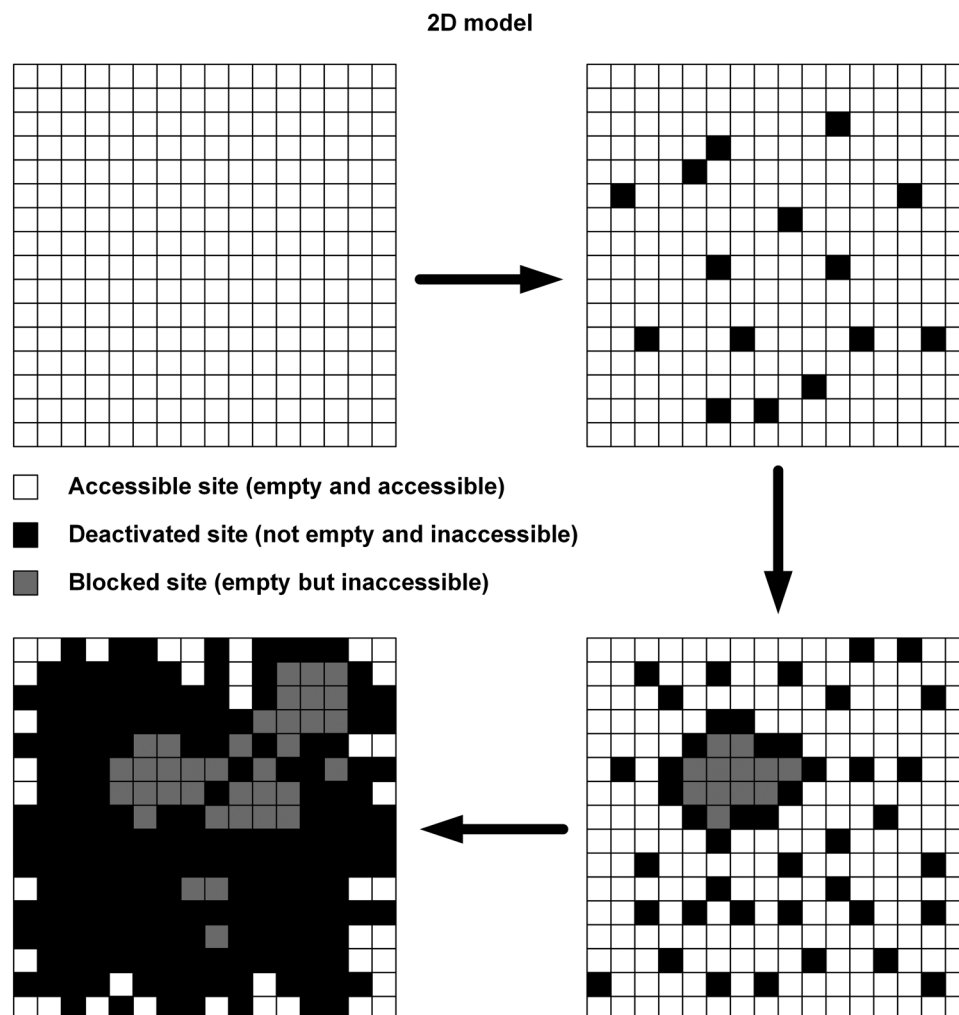 2D model
Accessible site (empty and accessible)
Deactivated site (not empty and inaccessible)
Blocked site (empty but inaccessible)